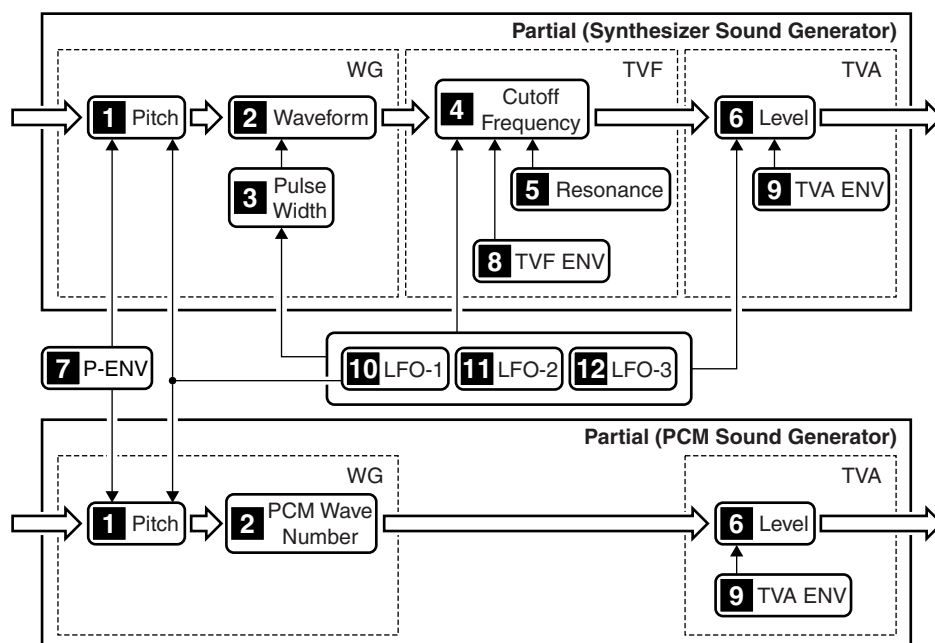 Partial (Synthesizer Sound Generator)
WG
TVF
TVA
1 Pitch
2 Waveform
4 Cutoff
Frequency
6 Level
3 Pulse
Width
5 Resonance
9 TVA ENV
8 TVF ENV
7 P-ENV
10 LFO-1
11 LFO-2
12 LFO-3
Partial (PCM Sound Generator)
WG
TVA
1 Pitch
2 PCM Wave
Number
6 Level
9 TVA ENV